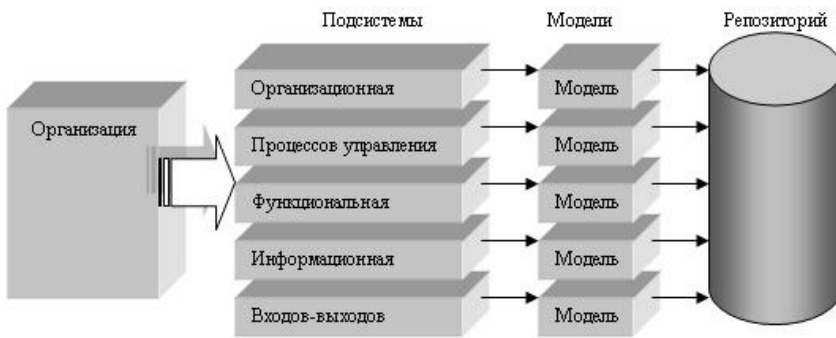 Подсистемы Модели Репозиторий
Организация
Организационная Модель
Процессов управления Модель
Функциональная Модель
Информационная Модель
Входов-выходов Модель